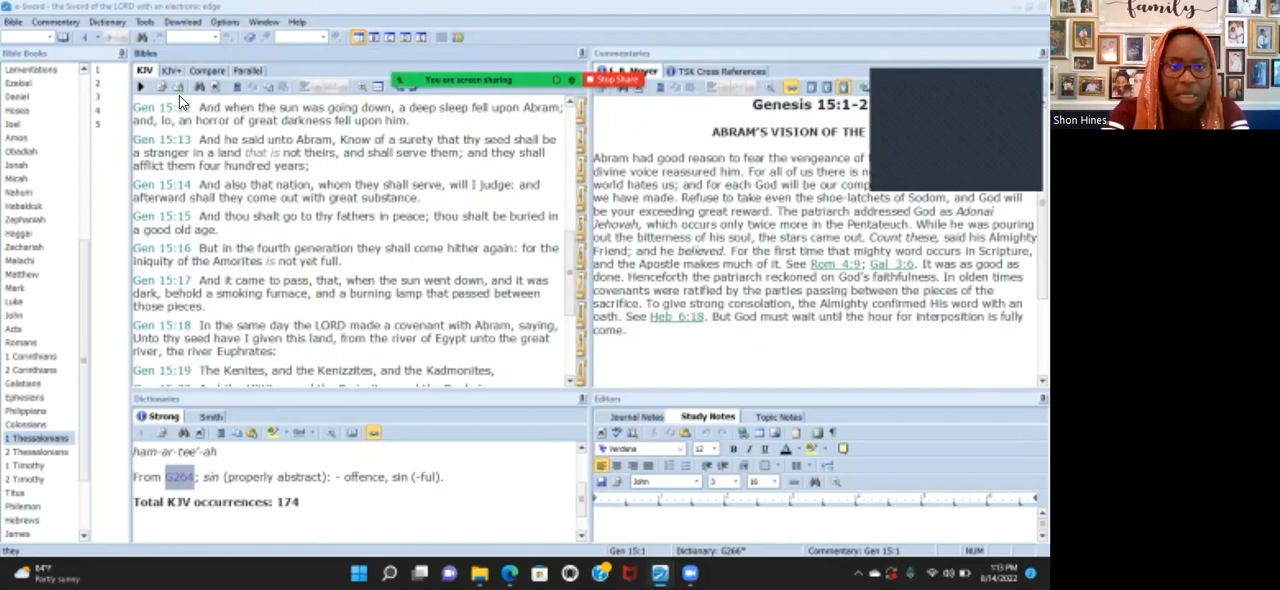 e-Sword - the Sword of the LORD with an electronic edge
Bible Commentary Dictionary Tools Download Options Window Help
Bible Books
Lamentations
Ezekiel
Daniel
Hosea
Joel
Amos
Obadiah
Jonah
Micah
Nahum
Habakkuk
Zephaniah
Haggai
Zechariah
Malachi
Matthew
Mark
Luke
John
Acts
Romans
1 Corinthians
2 Corinthians
Galatians
Ephesians
Philippians
Colossians
1 Thessalonians
2 Thessalonians
1 Timothy
2 Timothy
Titus
Philemon
Hebrews
James
1
2
3
4
5
Bibles
KJV KJV+ Compare Parallel
You are screen sharing Stop Share
Gen 15: And when the sun was going down, a deep sleep fell upon Abram;
and, lo, an horror of great darkness fell upon him.
Gen 15:13 And he said unto Abram, Know of a surety that thy seed shall be
a stranger in a land that is not theirs, and shall serve them; and they shall
afflict them four hundred years;
Gen 15:14 And also that nation, whom they shall serve, will I judge: and
afterward shall they come out with great substance.
Gen 15:15 And thou shalt go to thy fathers in peace; thou shalt be buried in
a good old age.
Gen 15:16 But in the fourth generation they shall come hither again: for the
iniquity of the Amorites is not yet full.
Gen 15:17 And it came to pass, that, when the sun went down, and it was
dark, behold a smoking furnace, and a burning lamp that passed between
those pieces.
Gen 15:18 In the same day the LORD made a covenant with Abram, saying,
Unto thy seed have I given this land, from the river of Egypt unto the great
river, the river Euphrates:
Gen 15:19 The Kenites, and the Kenizzites, and the Kadmonites,
Commentaries
F. B. Meyer TSK Cross References
Genesis 15:1-2
ABRAM'S VISION OF THE
Abram had good reason to fear the vengeance of
divine voice reassured him. For all of us there is
world hates us; and for each God will be our comp
we have made. Refuse to take even the shoe-latchets of Sodom, and God will
be your exceeding great reward. The patriarch addressed God as Adonai
Jehovah, which occurs only twice more in the Pentateuch. While he was pouring
out the bitterness of his soul, the stars came out. Count these, said his Almighty
Friend; and he believed. For the first time that mighty word occurs in Scripture,
and the Apostle makes much of it. See Rom_4:9; Gal_3:6. It was as good as
done. Henceforth the patriarch reckoned on God's faithfulness. In olden times
covenants were ratified by the parties passing between the pieces of the
sacrifice. To give strong consolation, the Almighty confirmed His word with an
oath. See Heb_6:18. But God must wait until the hour for interposition is fully
come.
Dictionaries
Strong Smith
ham-ar-tee'-ah
From G264; sin (properly abstract): - offence, sin (-ful).
Total KJV occurrences: 174
Editors
Journal Notes Study Notes Topic Notes
Verdana 12 B I U A
John 3 16
they Gen 15:1 Dictionary: G266* Commentary: Gen 15:1 NUM
84°F
Partly sunny
1:13 PM
8/14/2022
family
Shon Hines